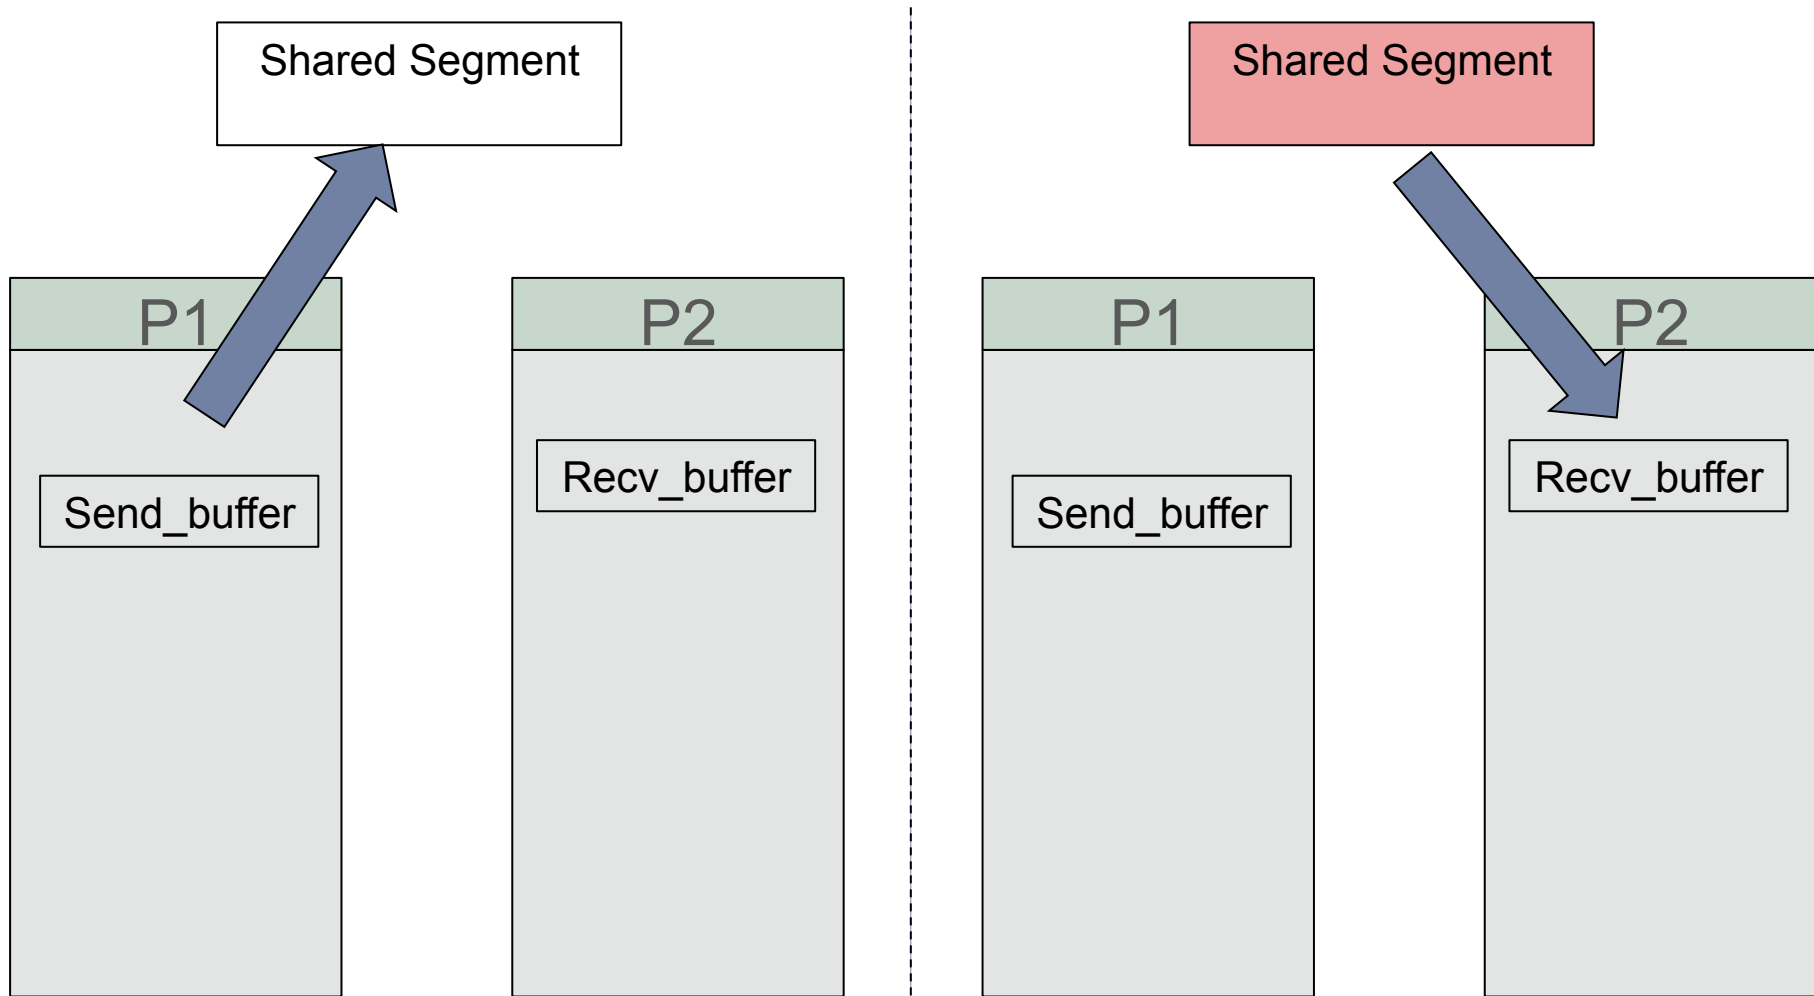 Shared Segment
P1
P2
Send_buffer
Recv_buffer
Shared Segment
P1
P2
Send_buffer
Recv_buffer